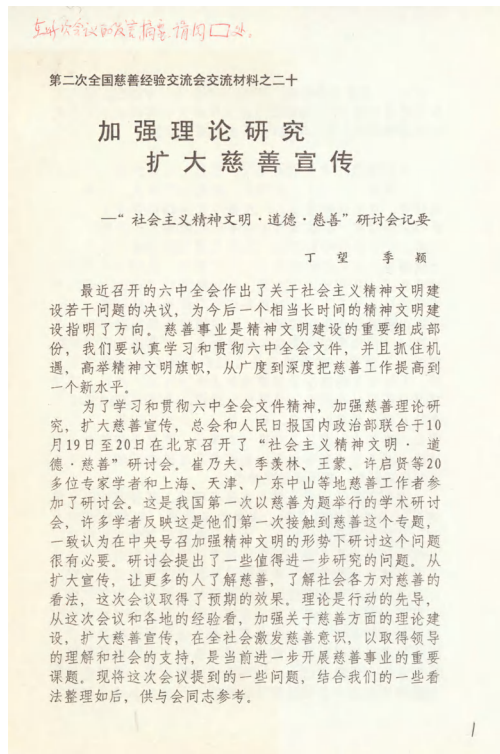 在好次会议的发言摘要,请阅口处。
第二次全国慈善经验交流会交流材料之二十
加强理论研究
扩大慈善宣传
—“社会主义精神文明·道德·慈善”研讨会记要
丁 望 季 颖
最近召开的六中全会作出了关于社会主义精神文明建
设若干问题的决议,为今后一个相当长时间的精神文明建
设指明了方向。慈善事业是精神文明建设的重要组成部
份,我们要认真学习和贯彻六中全会文件,并且抓住机
遇,高举精神文明旗帜,从广度到深度把慈善工作提高到
一个新水平。
为了学习和贯彻六中全会文件精神,加强慈善理论研
究,扩大慈善宣传,总会和人民日报国内政治部联合于10
月19日至20日在北京召开了“社会主义精神文明· 道
德·慈善”研讨会。崔乃夫、季羡林、王蒙、许启贤等20
多位专家学者和上海、天津、广东中山等地慈善工作者参
加了研讨会。这是我国第一次以慈善为题举行的学术研讨
会,许多学者反映这是他们第一次接触到慈善这个专题,
一致认为在中央号召加强精神文明的形势下研讨这个问题
很有必要。研讨会提出了一些值得进一步研究的问题。从
扩大宣传,让更多的人了解慈善,了解社会各方对慈善的
看法,这次会议取得了预期的效果。理论是行动的先导,
从这次会议和各地的经验看,加强关于慈善方面的理论建
设,扩大慈善宣传,在全社会激发慈善意识,以取得领导
的理解和社会的支持,是当前进一步开展慈善事业的重要
课题。现将这次会议提到的一些问题,结合我们的一些看
法整理如后,供与会同志参考。
1